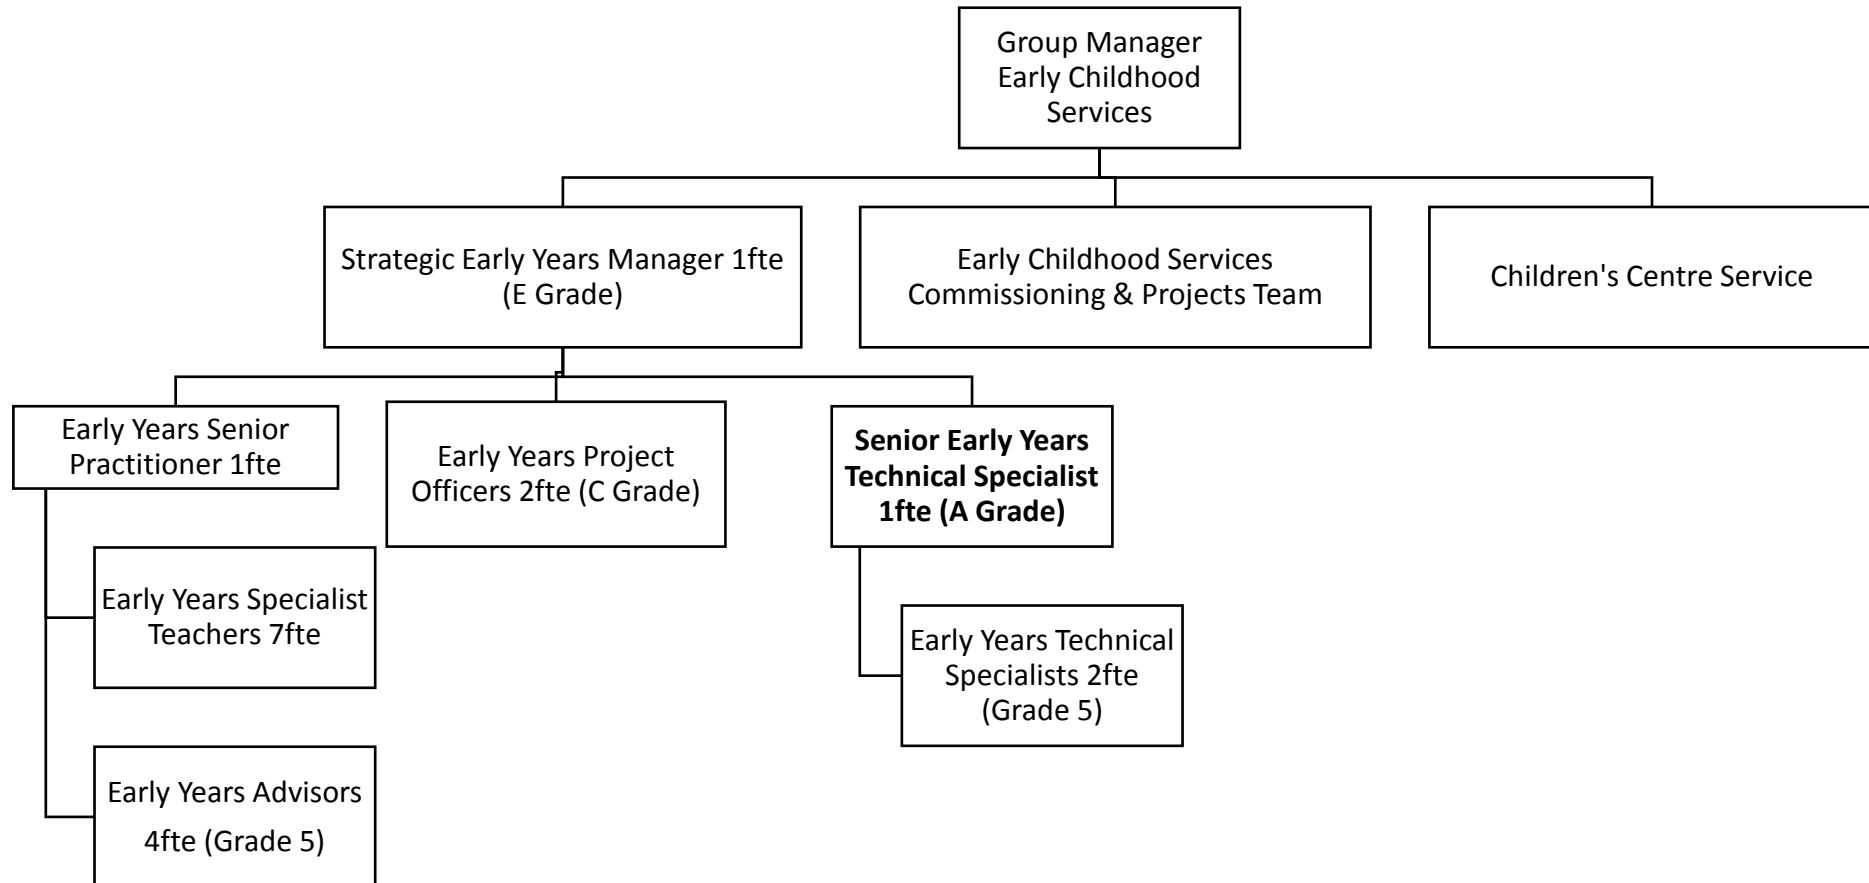 Group Manager
Early Childhood
Services
Strategic Early Years Manager 1fte
(E Grade)
Early Childhood Services
Commissioning & Projects Team
Children's Centre Service
Early Years Senior
Practitioner 1fte
Early Years Project
Officers 2fte (C Grade)
Senior Early Years
Technical Specialist
1fte (A Grade)
Early Years Specialist
Teachers 7fte
Early Years Technical
Specialists 2fte
(Grade 5)
Early Years Advisors
4fte (Grade 5)